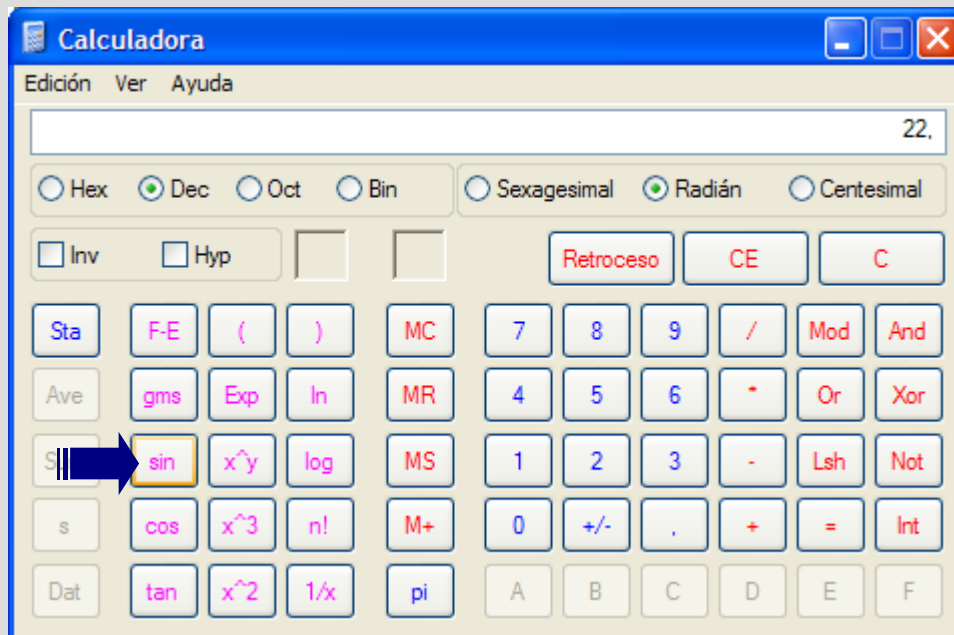 Calculadora
Edición Ver Ayuda
22,
Hex Dec Oct Bin Sexagesimal Radián Centesimal
Inv Hyp Retroceso CE C
Sta F-E ( ) MC 7 8 9 / Mod And
Ave gms Exp ln MR 4 5 6 * Or Xor
sin x^y log MS 1 2 3 - Lsh Not
s cos x^3 n! M+ 0 +/- , + = Int
Dat tan x^2 1/x pi A B C D E F